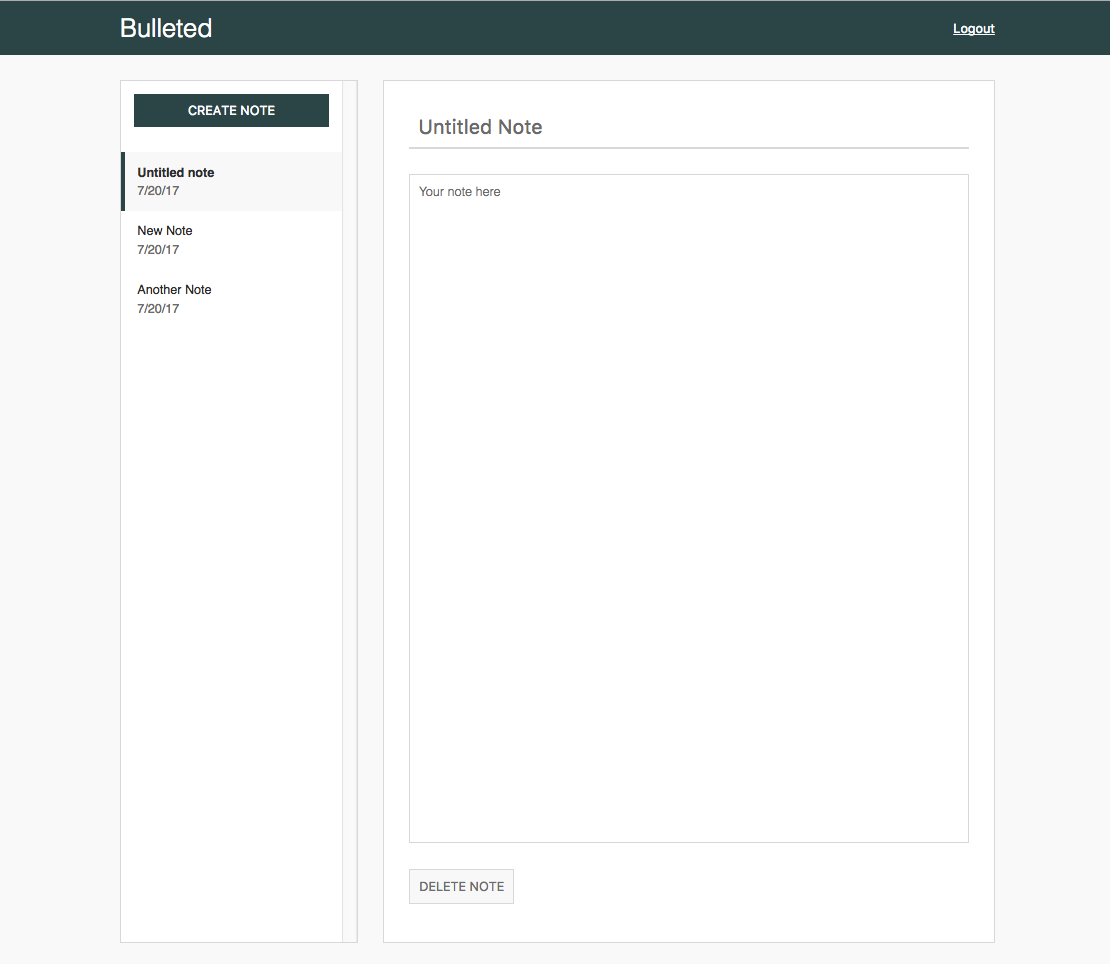 Bulleted
Logout
CREATE NOTE
Untitled note
7/20/17
New Note
7/20/17
Another Note
7/20/17
Untitled Note
Your note here
DELETE NOTE